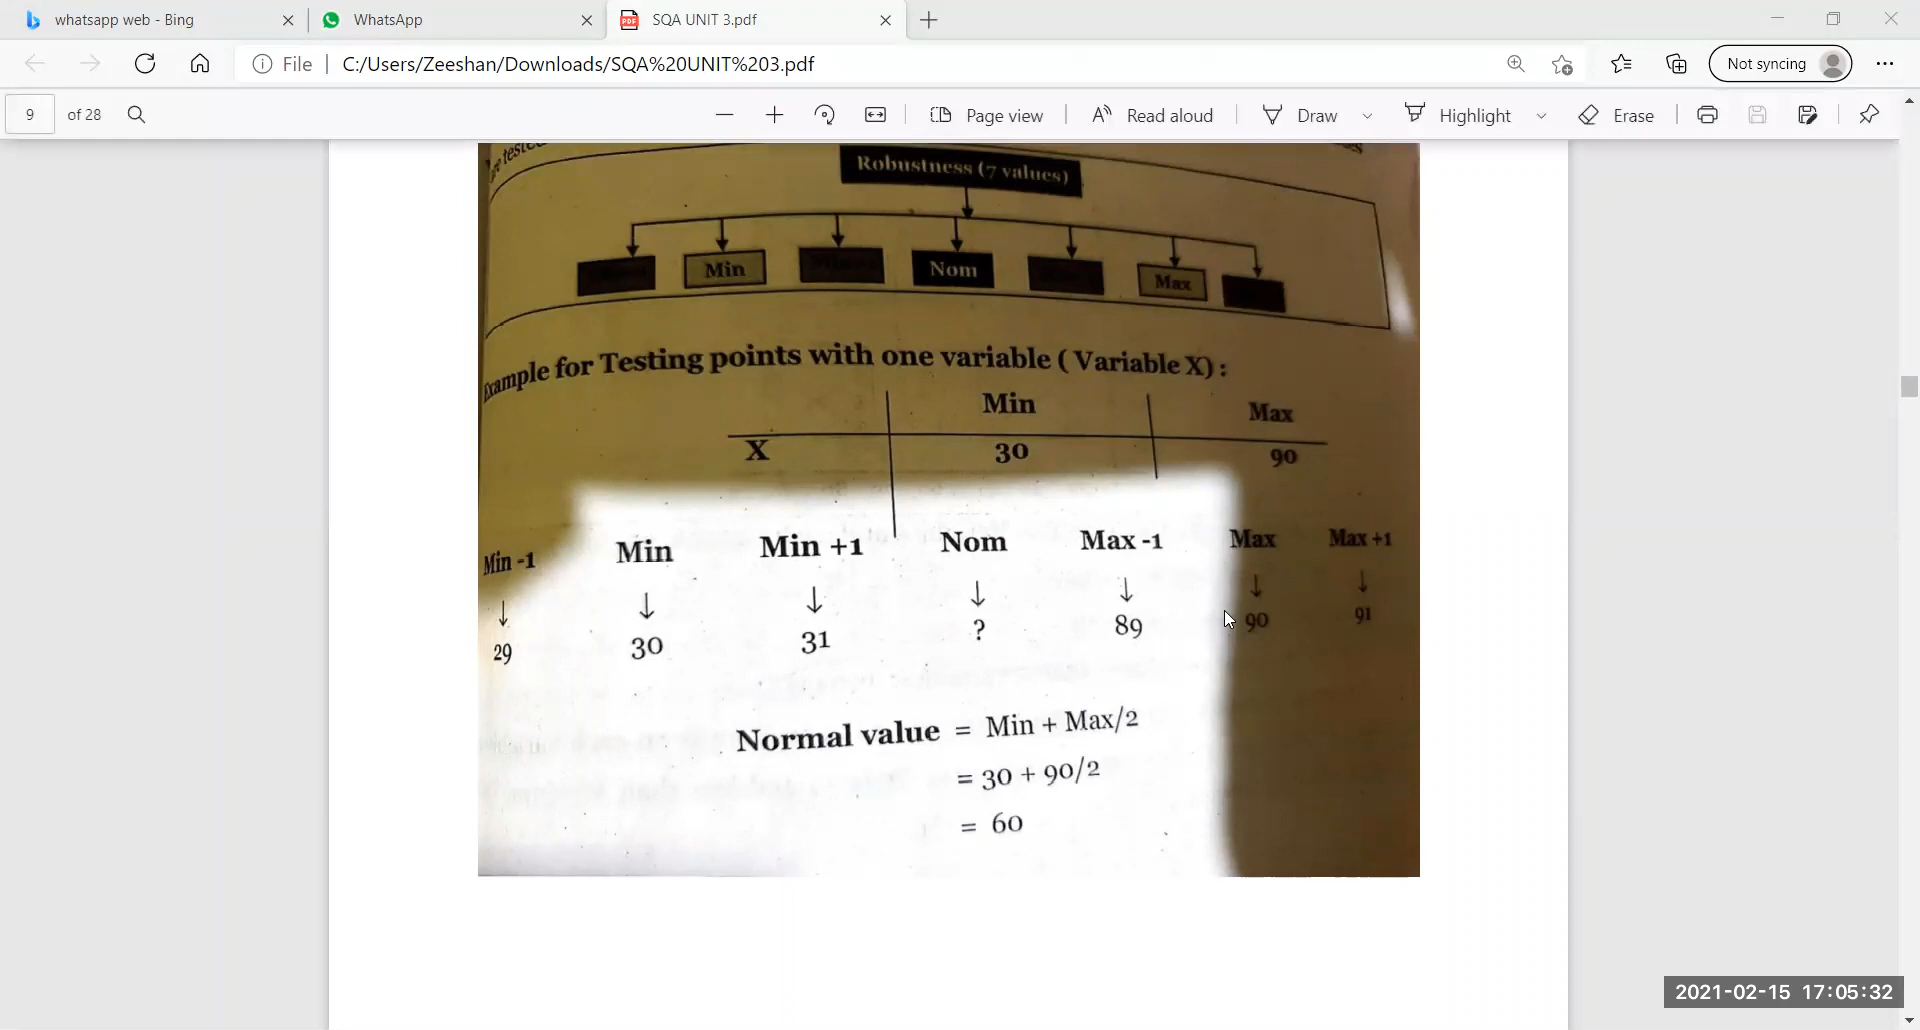 whatsapp web - Bing
WhatsApp
SQA UNIT 3.pdf
File
C:/Users/Zeeshan/Downloads/SQA%20UNIT%203.pdf
Not syncing
9 of 28
Page view
Read aloud
Draw
Highlight
Erase
Robustness (7 values)
Min Nom Max
Example for Testing points with one variable ( Variable X) :
Min Max
X 30 90
Min -1 Min Min +1 Nom Max -1 Max Max +1
↓ ↓ ↓ ↓ ↓ ↓ ↓
29 30 31 ? 89 90 91
Normal value = Min + Max/2
= 30 + 90/2
= 60
2021-02-15 17:05:32